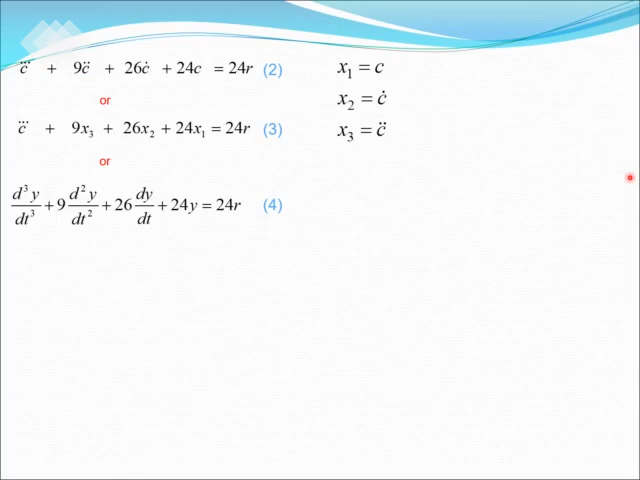 c⃛ + 9c̈ + 26ċ + 24c = 24r (2)
or
c⃛ + 9x₃ + 26x₂ + 24x₁ = 24r (3)
or
d³y/dt³ + 9 d²y/dt² + 26 dy/dt + 24y = 24r (4)
x₁ = c
x₂ = ċ
x₃ = c̈